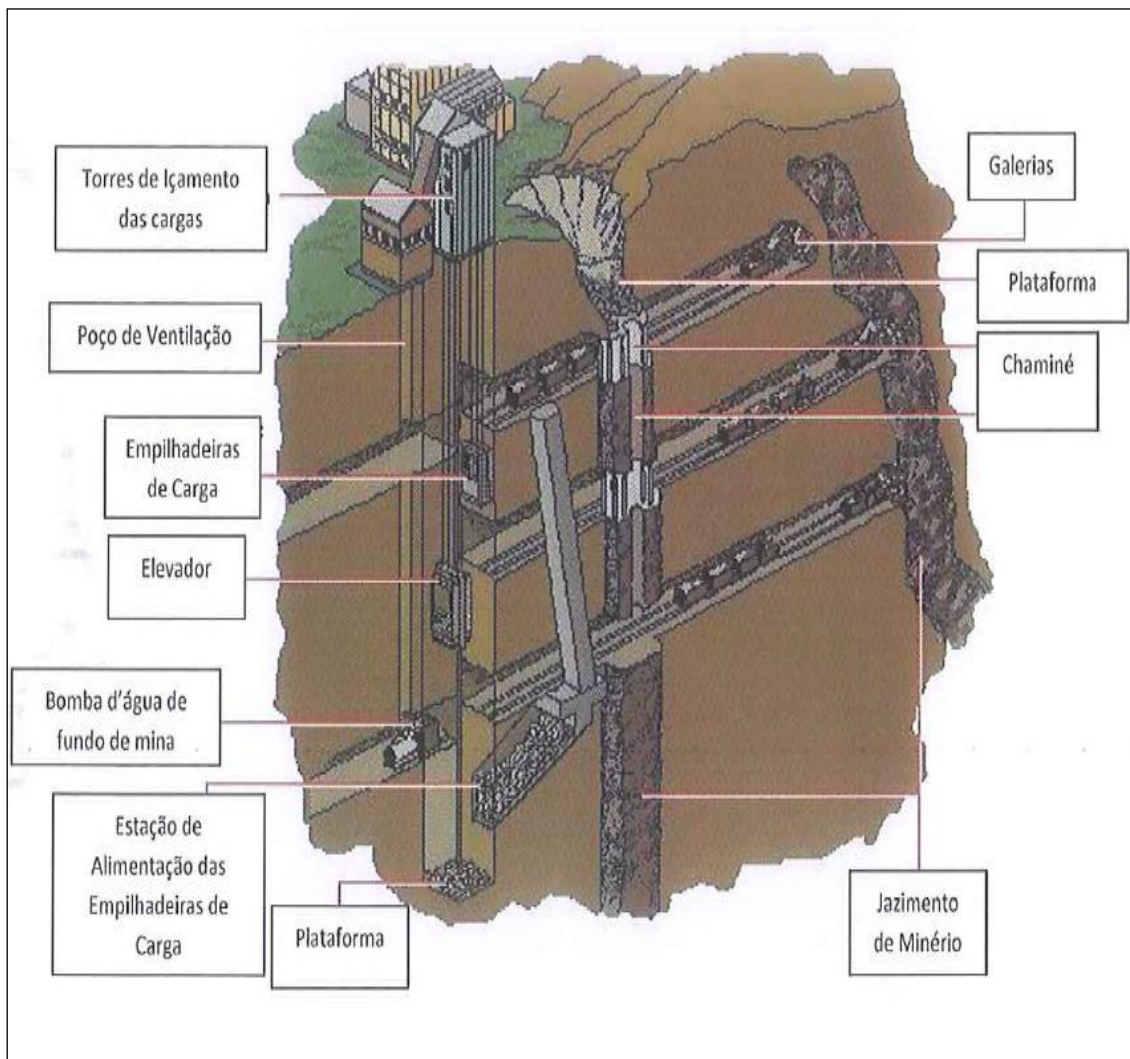 Torres de Içamento
das cargas
Poço de Ventilação
Empilhadeiras
de Carga
Elevador
Bomba d'água de
fundo de mina
Estação de
Alimentação das
Empilhadeiras de
Carga
Plataforma
Galerias
Plataforma
Chaminé
Jazimento
de Minério